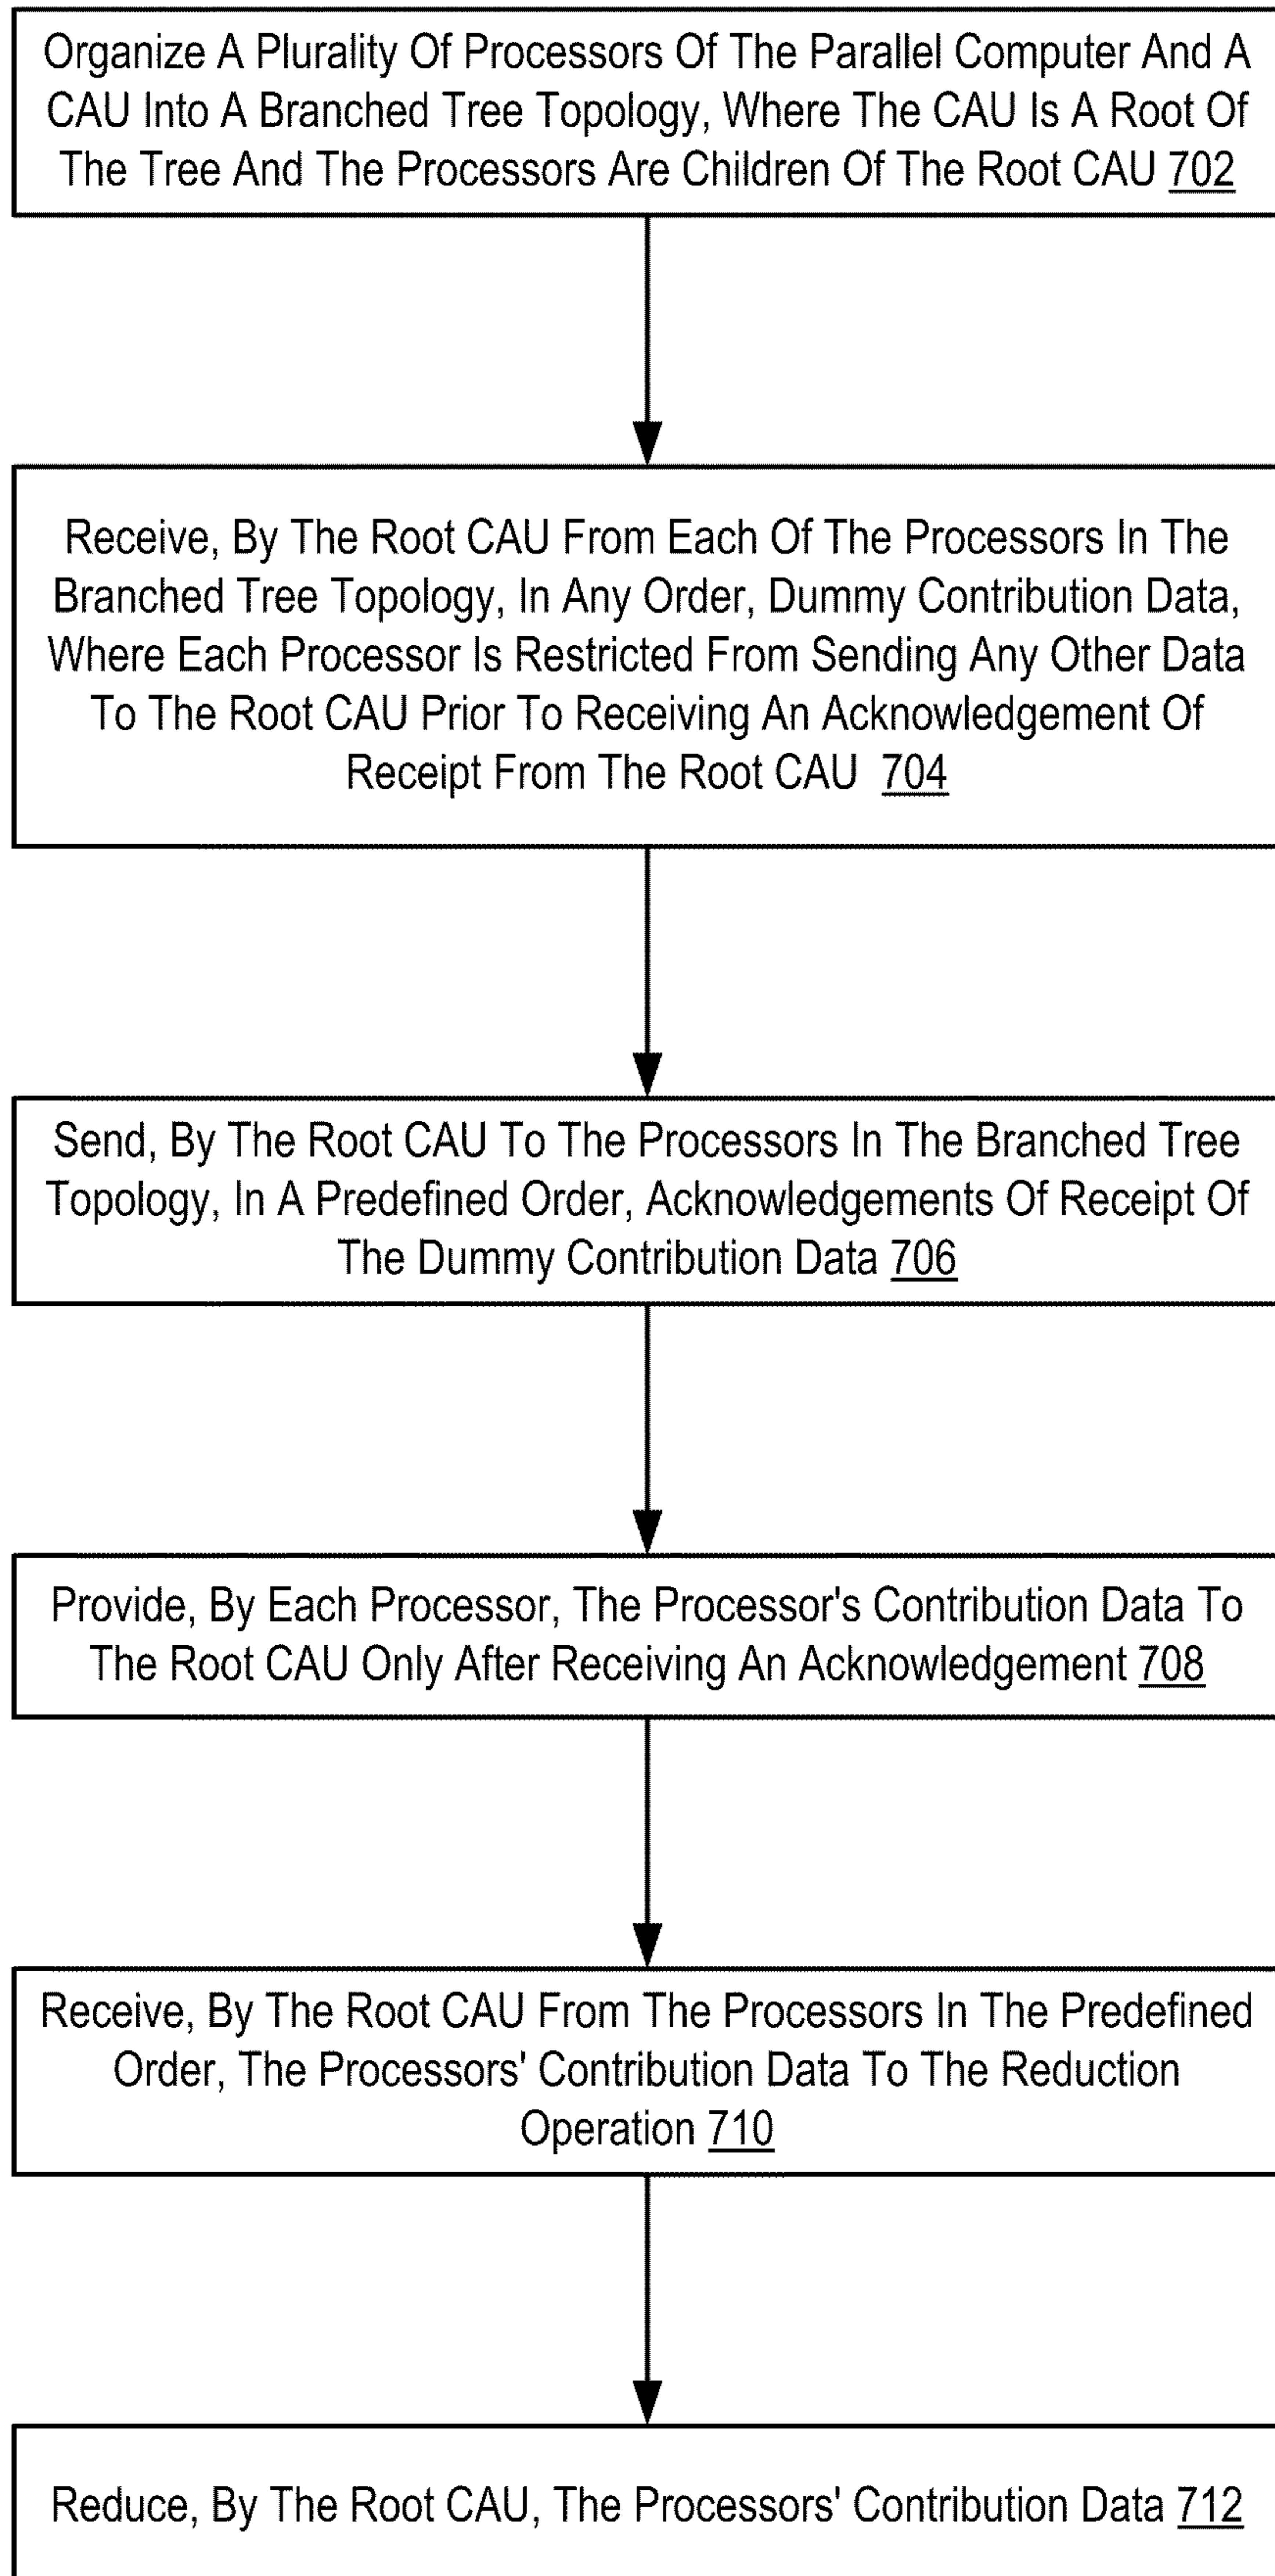 Organize A Plurality Of Processors Of The Parallel Computer And A
CAU Into A Branched Tree Topology, Where The CAU Is A Root Of
The Tree And The Processors Are Children Of The Root CAU 702
Receive, By The Root CAU From Each Of The Processors In The
Branched Tree Topology, In Any Order, Dummy Contribution Data,
Where Each Processor Is Restricted From Sending Any Other Data
To The Root CAU Prior To Receiving An Acknowledgement Of
Receipt From The Root CAU 704
Send, By The Root CAU To The Processors In The Branched Tree
Topology, In A Predefined Order, Acknowledgements Of Receipt Of
The Dummy Contribution Data 706
Provide, By Each Processor, The Processor's Contribution Data To
The Root CAU Only After Receiving An Acknowledgement 708
Receive, By The Root CAU From The Processors In The Predefined
Order, The Processors' Contribution Data To The Reduction
Operation 710
Reduce, By The Root CAU, The Processors' Contribution Data 712